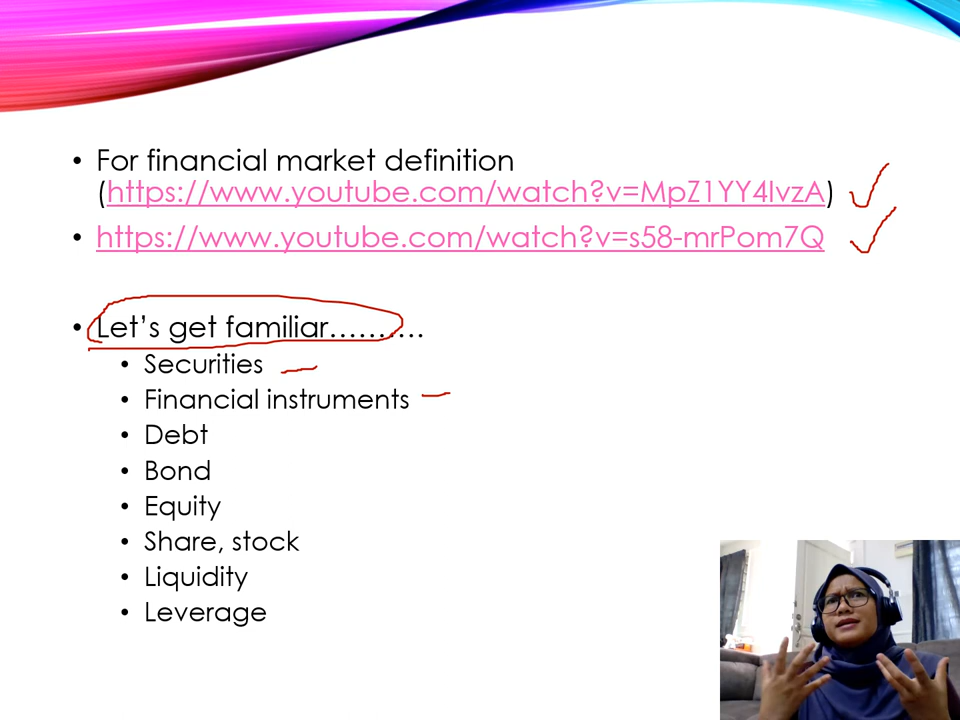 • For financial market definition
(https://www.youtube.com/watch?v=MpZ1YY4IvzA)
• https://www.youtube.com/watch?v=s58-mrPom7Q
• Let’s get familiar……….
• Securities
• Financial instruments
• Debt
• Bond
• Equity
• Share, stock
• Liquidity
• Leverage